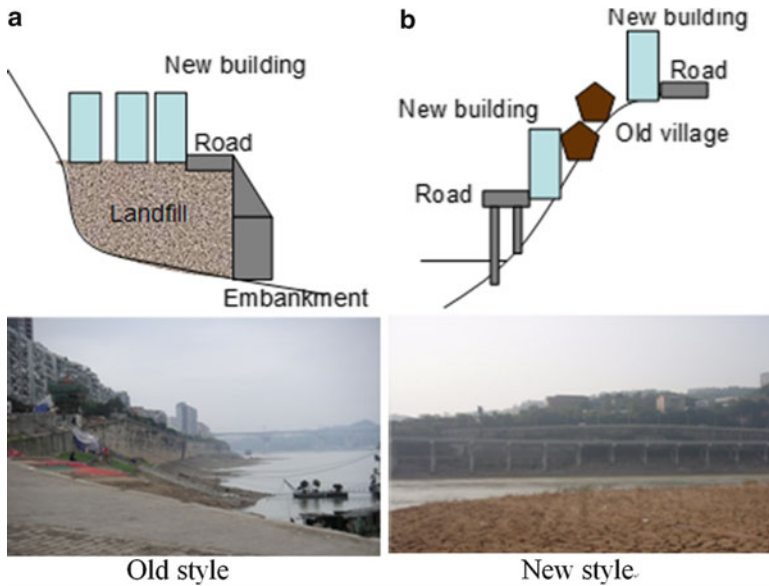 a
New building
Road
Landfill
Embankment
b
New building
Road
New building
Old village
Road
Old style
New style